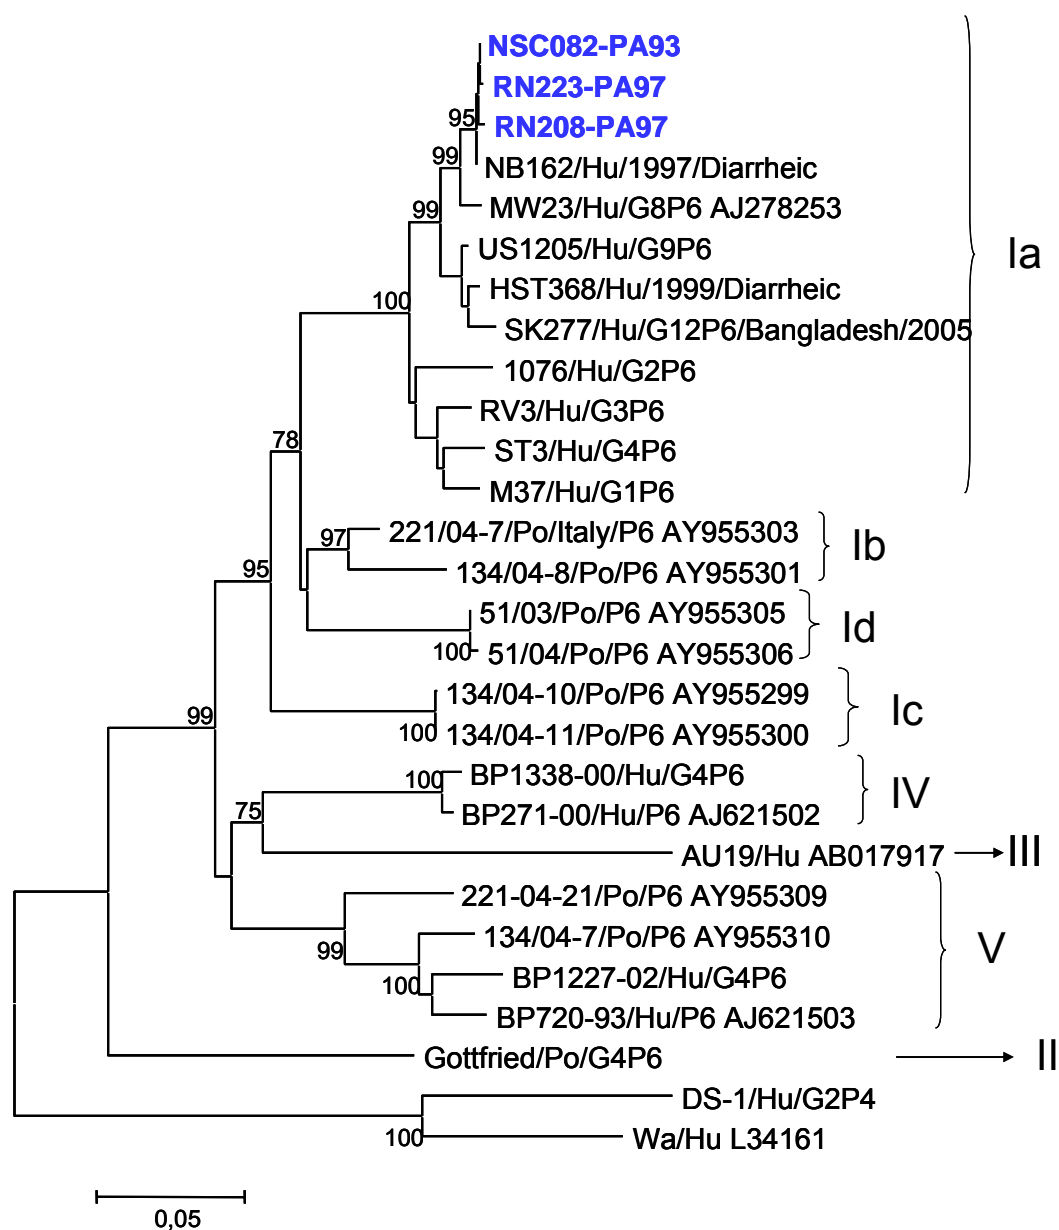 NSC082-PA93
RN223-PA97
95
RN208-PA97
99
NB162/Hu/1997/Diarrheic
99
MW23/Hu/G8P6 AJ278253
US1205/Hu/G9P6
Ia
100
HST368/Hu/1999/Diarrheic
SK277/Hu/G12P6/Bangladesh/2005
1076/Hu/G2P6
RV3/Hu/G3P6
78
ST3/Hu/G4P6
M37/Hu/G1P6
97
221/04-7/Po/Italy/P6 AY955303
Ib
95
134/04-8/Po/P6 AY955301
51/03/Po/P6 AY955305
Id
100
51/04/Po/P6 AY955306
134/04-10/Po/P6 AY955299
Ic
99
100
134/04-11/Po/P6 AY955300
100
BP1338-00/Hu/G4P6
IV
75
BP271-00/Hu/P6 AJ621502
AU19/Hu AB017917
III
221-04-21/Po/P6 AY955309
99
134/04-7/Po/P6 AY955310
V
100
BP1227-02/Hu/G4P6
BP720-93/Hu/P6 AJ621503
Gottfried/Po/G4P6
II
DS-1/Hu/G2P4
100
Wa/Hu L34161
0,05